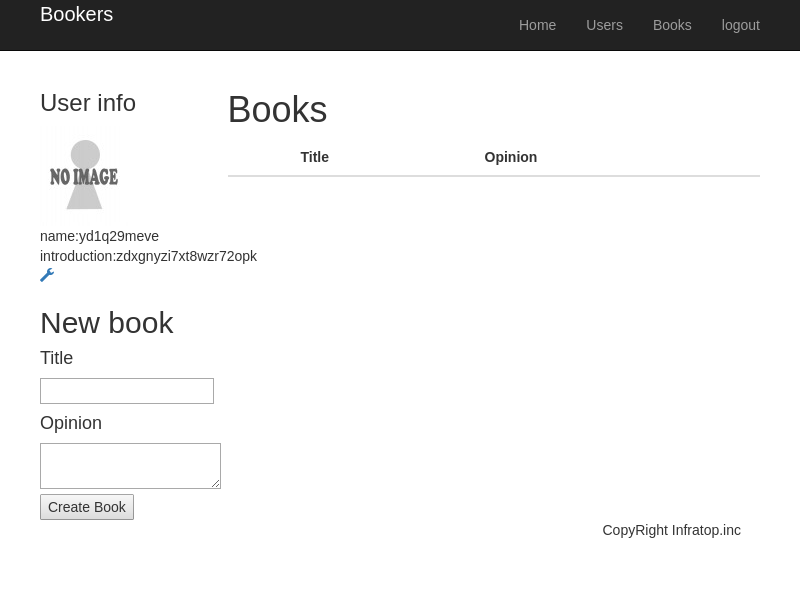 Bookers
Home Users Books logout
User info
NO IMAGE
name:yd1q29meve
introduction:zdxgnyzi7xt8wzr72opk
New book
Title
Opinion
Create Book
Books
Title Opinion
CopyRight Infratop.inc